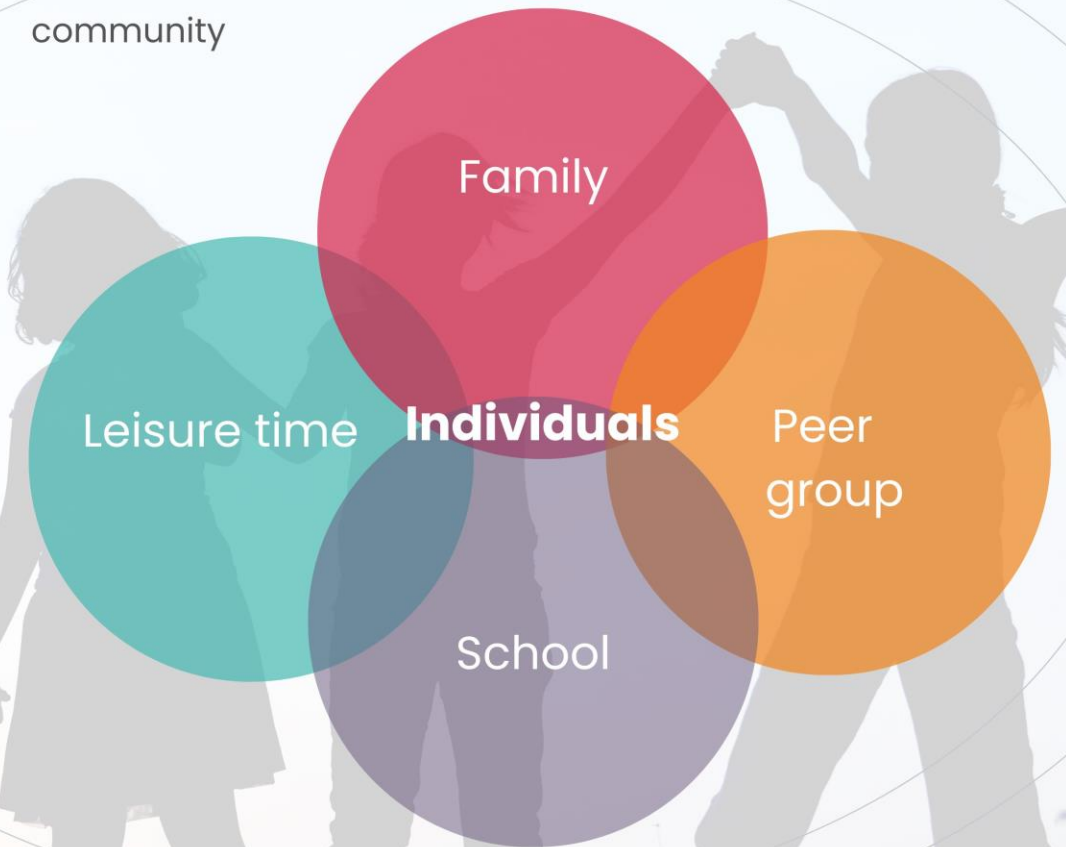 community
Family
Leisure time
Individuals
Peer
group
School